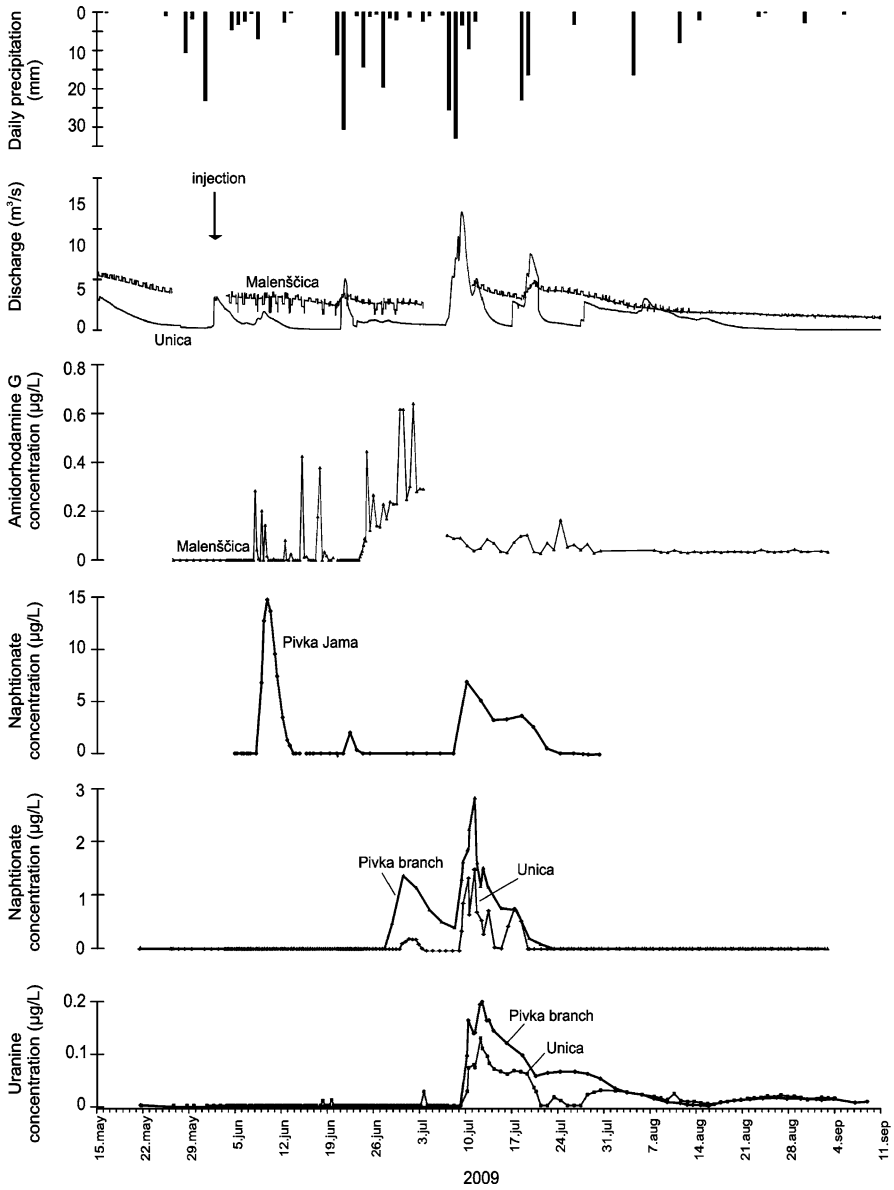 Daily precipitation
(mm)
0
10
20
30
Discharge (m³/s)
15
10
5
0
injection
Malenščica
Unica
Amidorhodamine G
concentration (µg/L)
0.8
0.6
0.4
0.2
0
Malenščica
Naphtionate
concentration (µg/L)
15
10
5
0
Pivka Jama
Naphtionate
concentration (µg/L)
3
2
1
0
Pivka branch
Unica
Uranine
concentration (µg/L)
0.2
0.1
0
Pivka branch
Unica
15.may
22.may
29.may
5.jun
12.jun
19.jun
26.jun
3.jul
10.jul
17.jul
24.jul
31.jul
7.aug
14.aug
21.aug
28.aug
4.sep
11.sep
2009